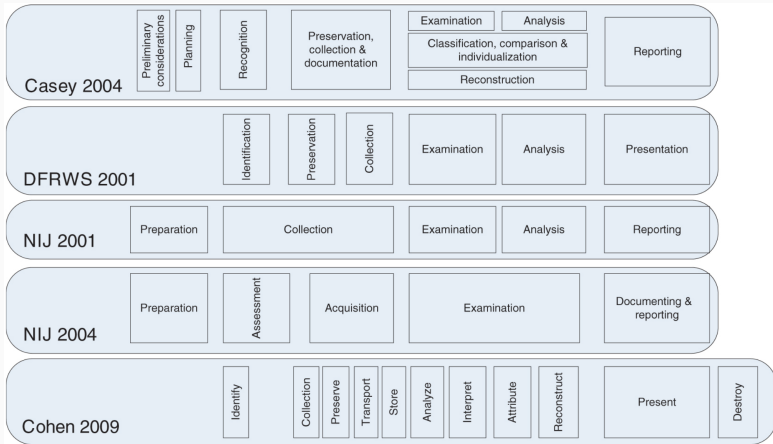 Casey 2004
Preliminary
considerations
Planning
Recognition
Preservation,
collection &
documentation
Examination
Analysis
Classification, comparison &
individualization
Reconstruction
Reporting
DFRWS 2001
Identification
Preservation
Collection
Examination
Analysis
Presentation
NIJ 2001
Preparation
Collection
Examination
Analysis
Reporting
NIJ 2004
Preparation
Assessment
Acquisition
Examination
Documenting &
reporting
Cohen 2009
Identify
Collection
Preserve
Transport
Store
Analyze
Interpret
Attribute
Reconstruct
Present
Destroy